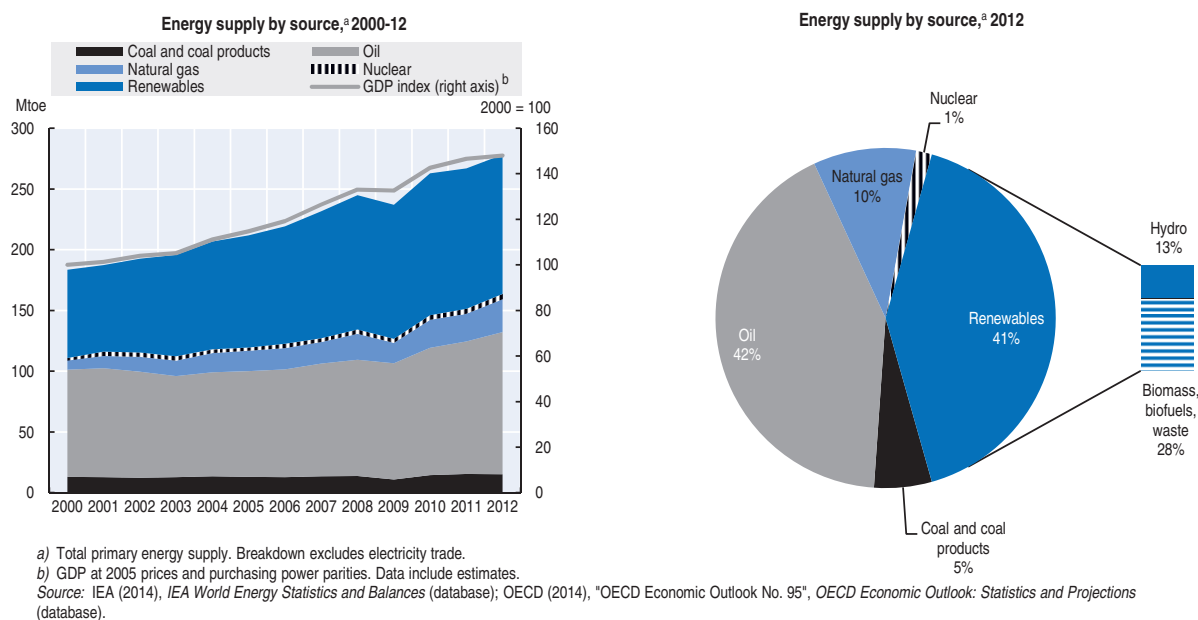 Energy supply by source,a 2000-12
Coal and coal products
Oil
Natural gas
Nuclear
Renewables
GDP index (right axis) b
Mtoe
2000 = 100
300
250
200
150
100
50
0
160
140
120
100
80
60
40
20
0
2000 2001 2002 2003 2004 2005 2006 2007 2008 2009 2010 2011 2012
Energy supply by source,a 2012
Nuclear
1%
Natural gas
10%
Hydro
13%
Oil
42%
Renewables
41%
Biomass,
biofuels,
waste
28%
Coal and coal
products
5%
a) Total primary energy supply. Breakdown excludes electricity trade.
b) GDP at 2005 prices and purchasing power parities. Data include estimates.
Source: IEA (2014), IEA World Energy Statistics and Balances (database); OECD (2014), "OECD Economic Outlook No. 95", OECD Economic Outlook: Statistics and Projections
(database).